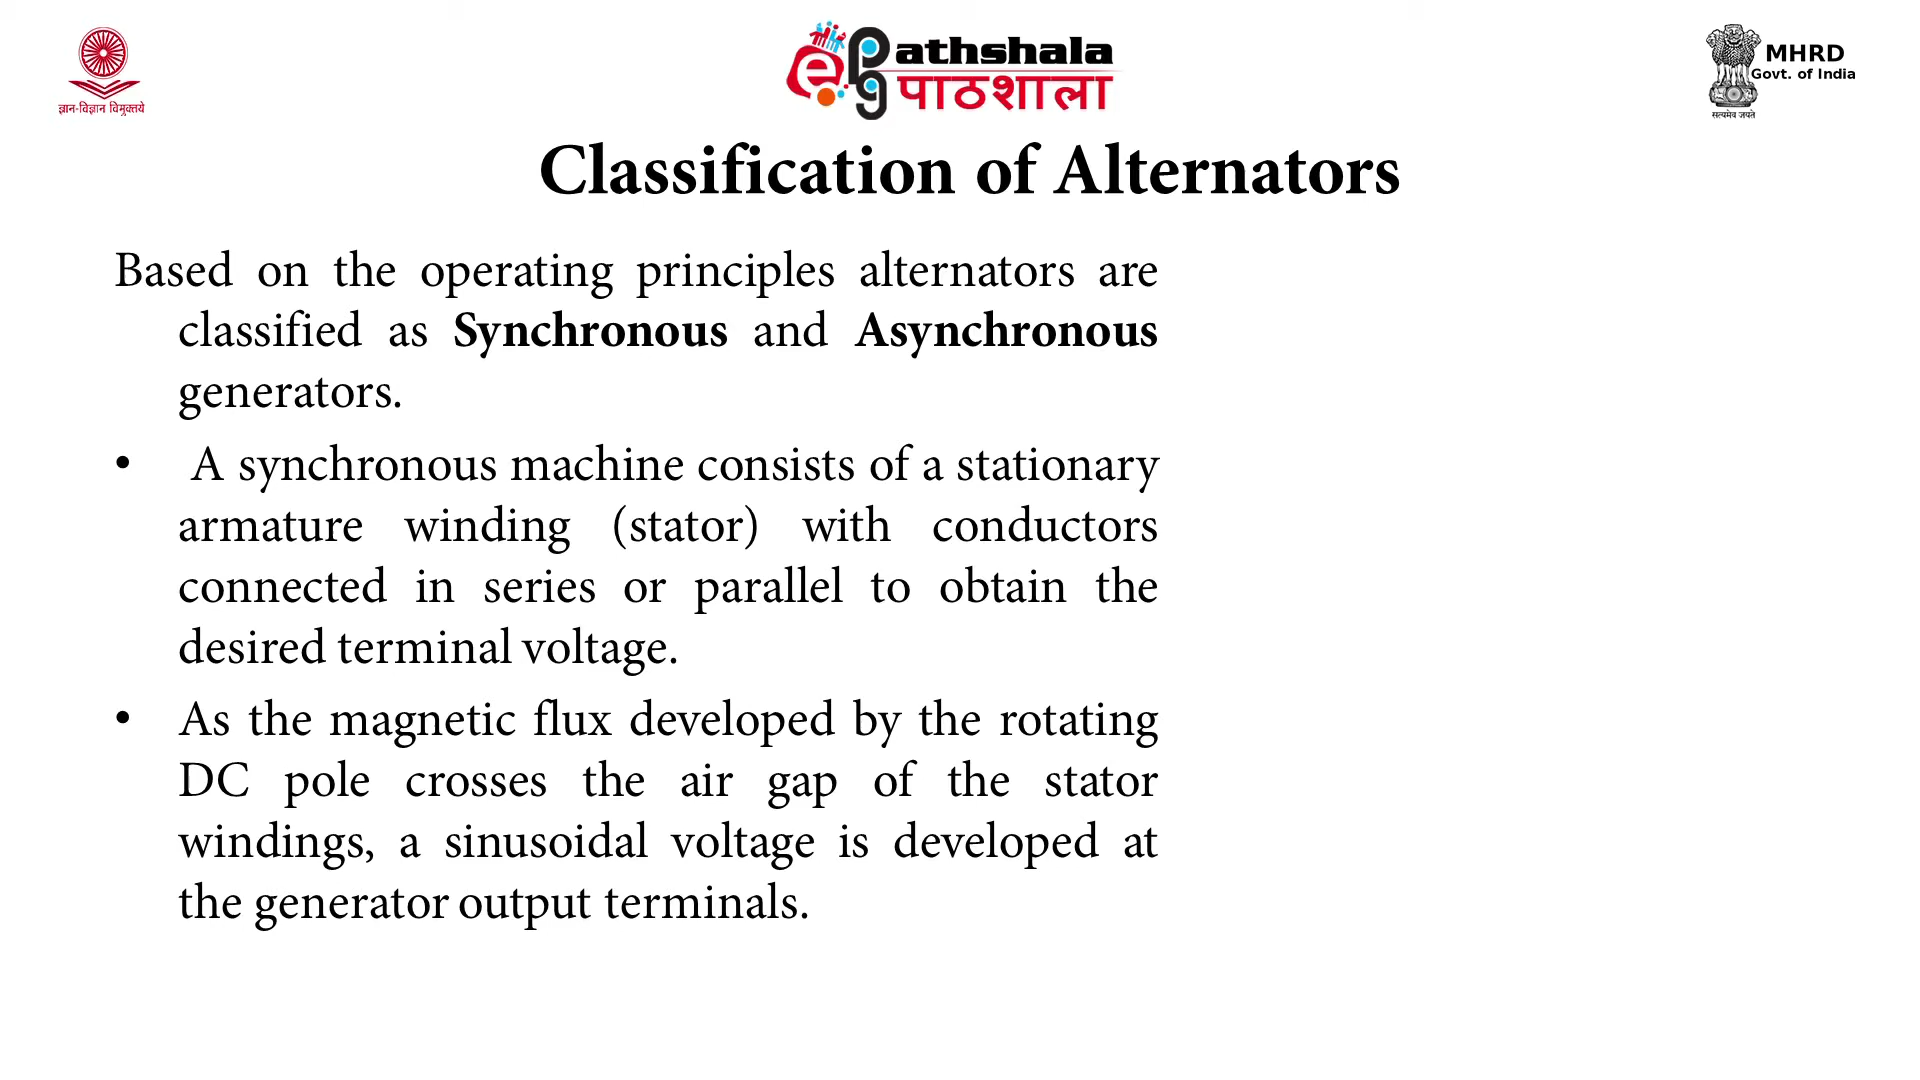 ज्ञान-विज्ञान विमुक्तये
e PG athshala
पाठशाला
MHRD
Govt. of India
सत्यमेव जयते
Classification of Alternators
Based on the operating principles alternators are
classified as Synchronous and Asynchronous
generators.
• A synchronous machine consists of a stationary
armature winding (stator) with conductors
connected in series or parallel to obtain the
desired terminal voltage.
• As the magnetic flux developed by the rotating
DC pole crosses the air gap of the stator
windings, a sinusoidal voltage is developed at
the generator output terminals.